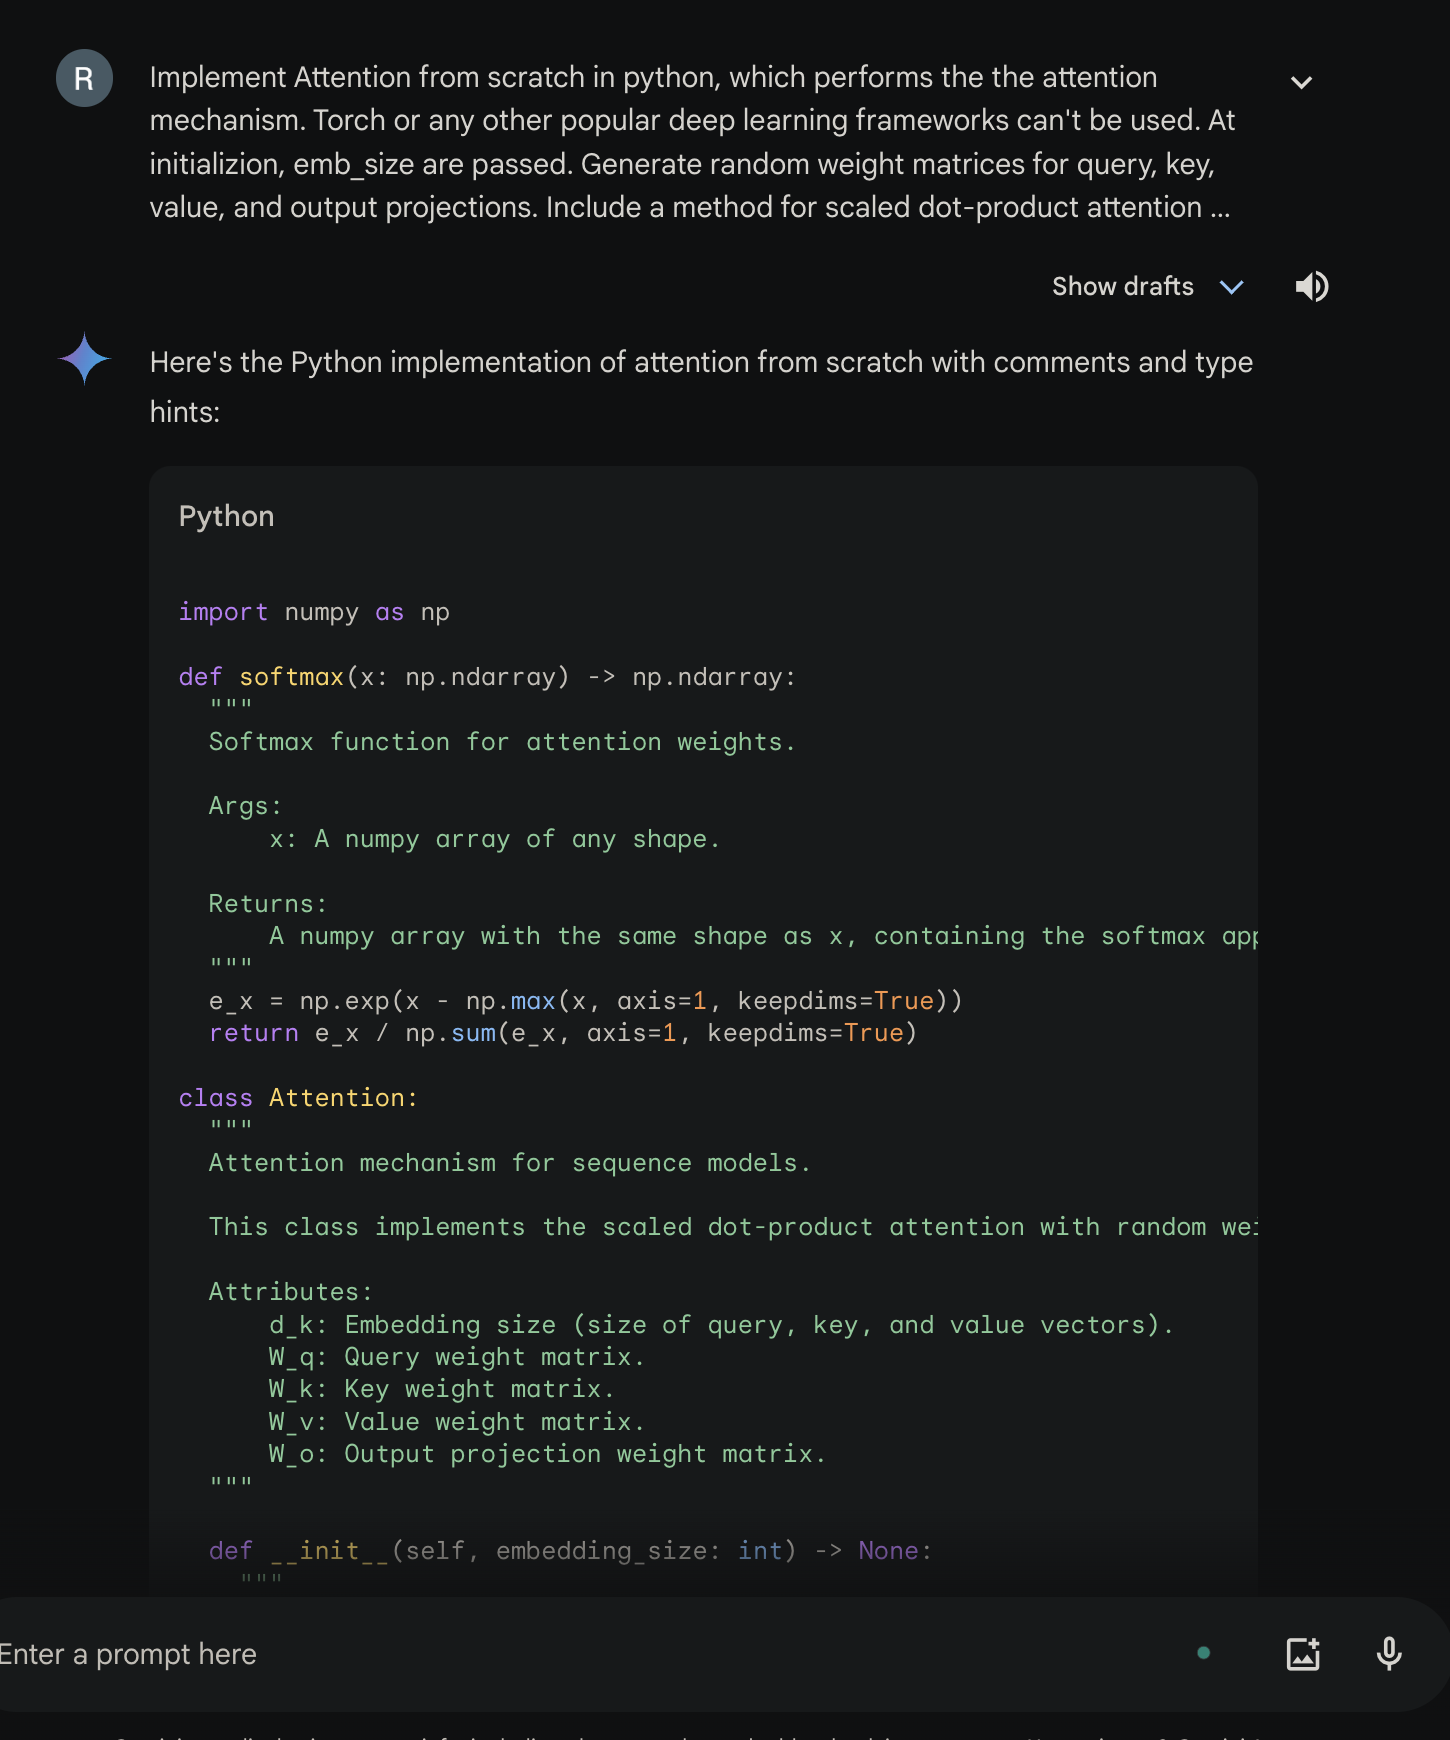 R
Implement Attention from scratch in python, which performs the the attention
mechanism. Torch or any other popular deep learning frameworks can't be used. At
initializion, emb_size are passed. Generate random weight matrices for query, key,
value, and output projections. Include a method for scaled dot-product attention ...
Show drafts
Here's the Python implementation of attention from scratch with comments and type
hints:
Python
import numpy as np
def softmax(x: np.ndarray) -> np.ndarray:
"""
Softmax function for attention weights.
Args:
x: A numpy array of any shape.
Returns:
A numpy array with the same shape as x, containing the softmax app
"""
e_x = np.exp(x - np.max(x, axis=1, keepdims=True))
return e_x / np.sum(e_x, axis=1, keepdims=True)
class Attention:
"""
Attention mechanism for sequence models.
This class implements the scaled dot-product attention with random wei
Attributes:
d_k: Embedding size (size of query, key, and value vectors).
W_q: Query weight matrix.
W_k: Key weight matrix.
W_v: Value weight matrix.
W_o: Output projection weight matrix.
"""
def __init__(self, embedding_size: int) -> None:
"""
Enter a prompt here